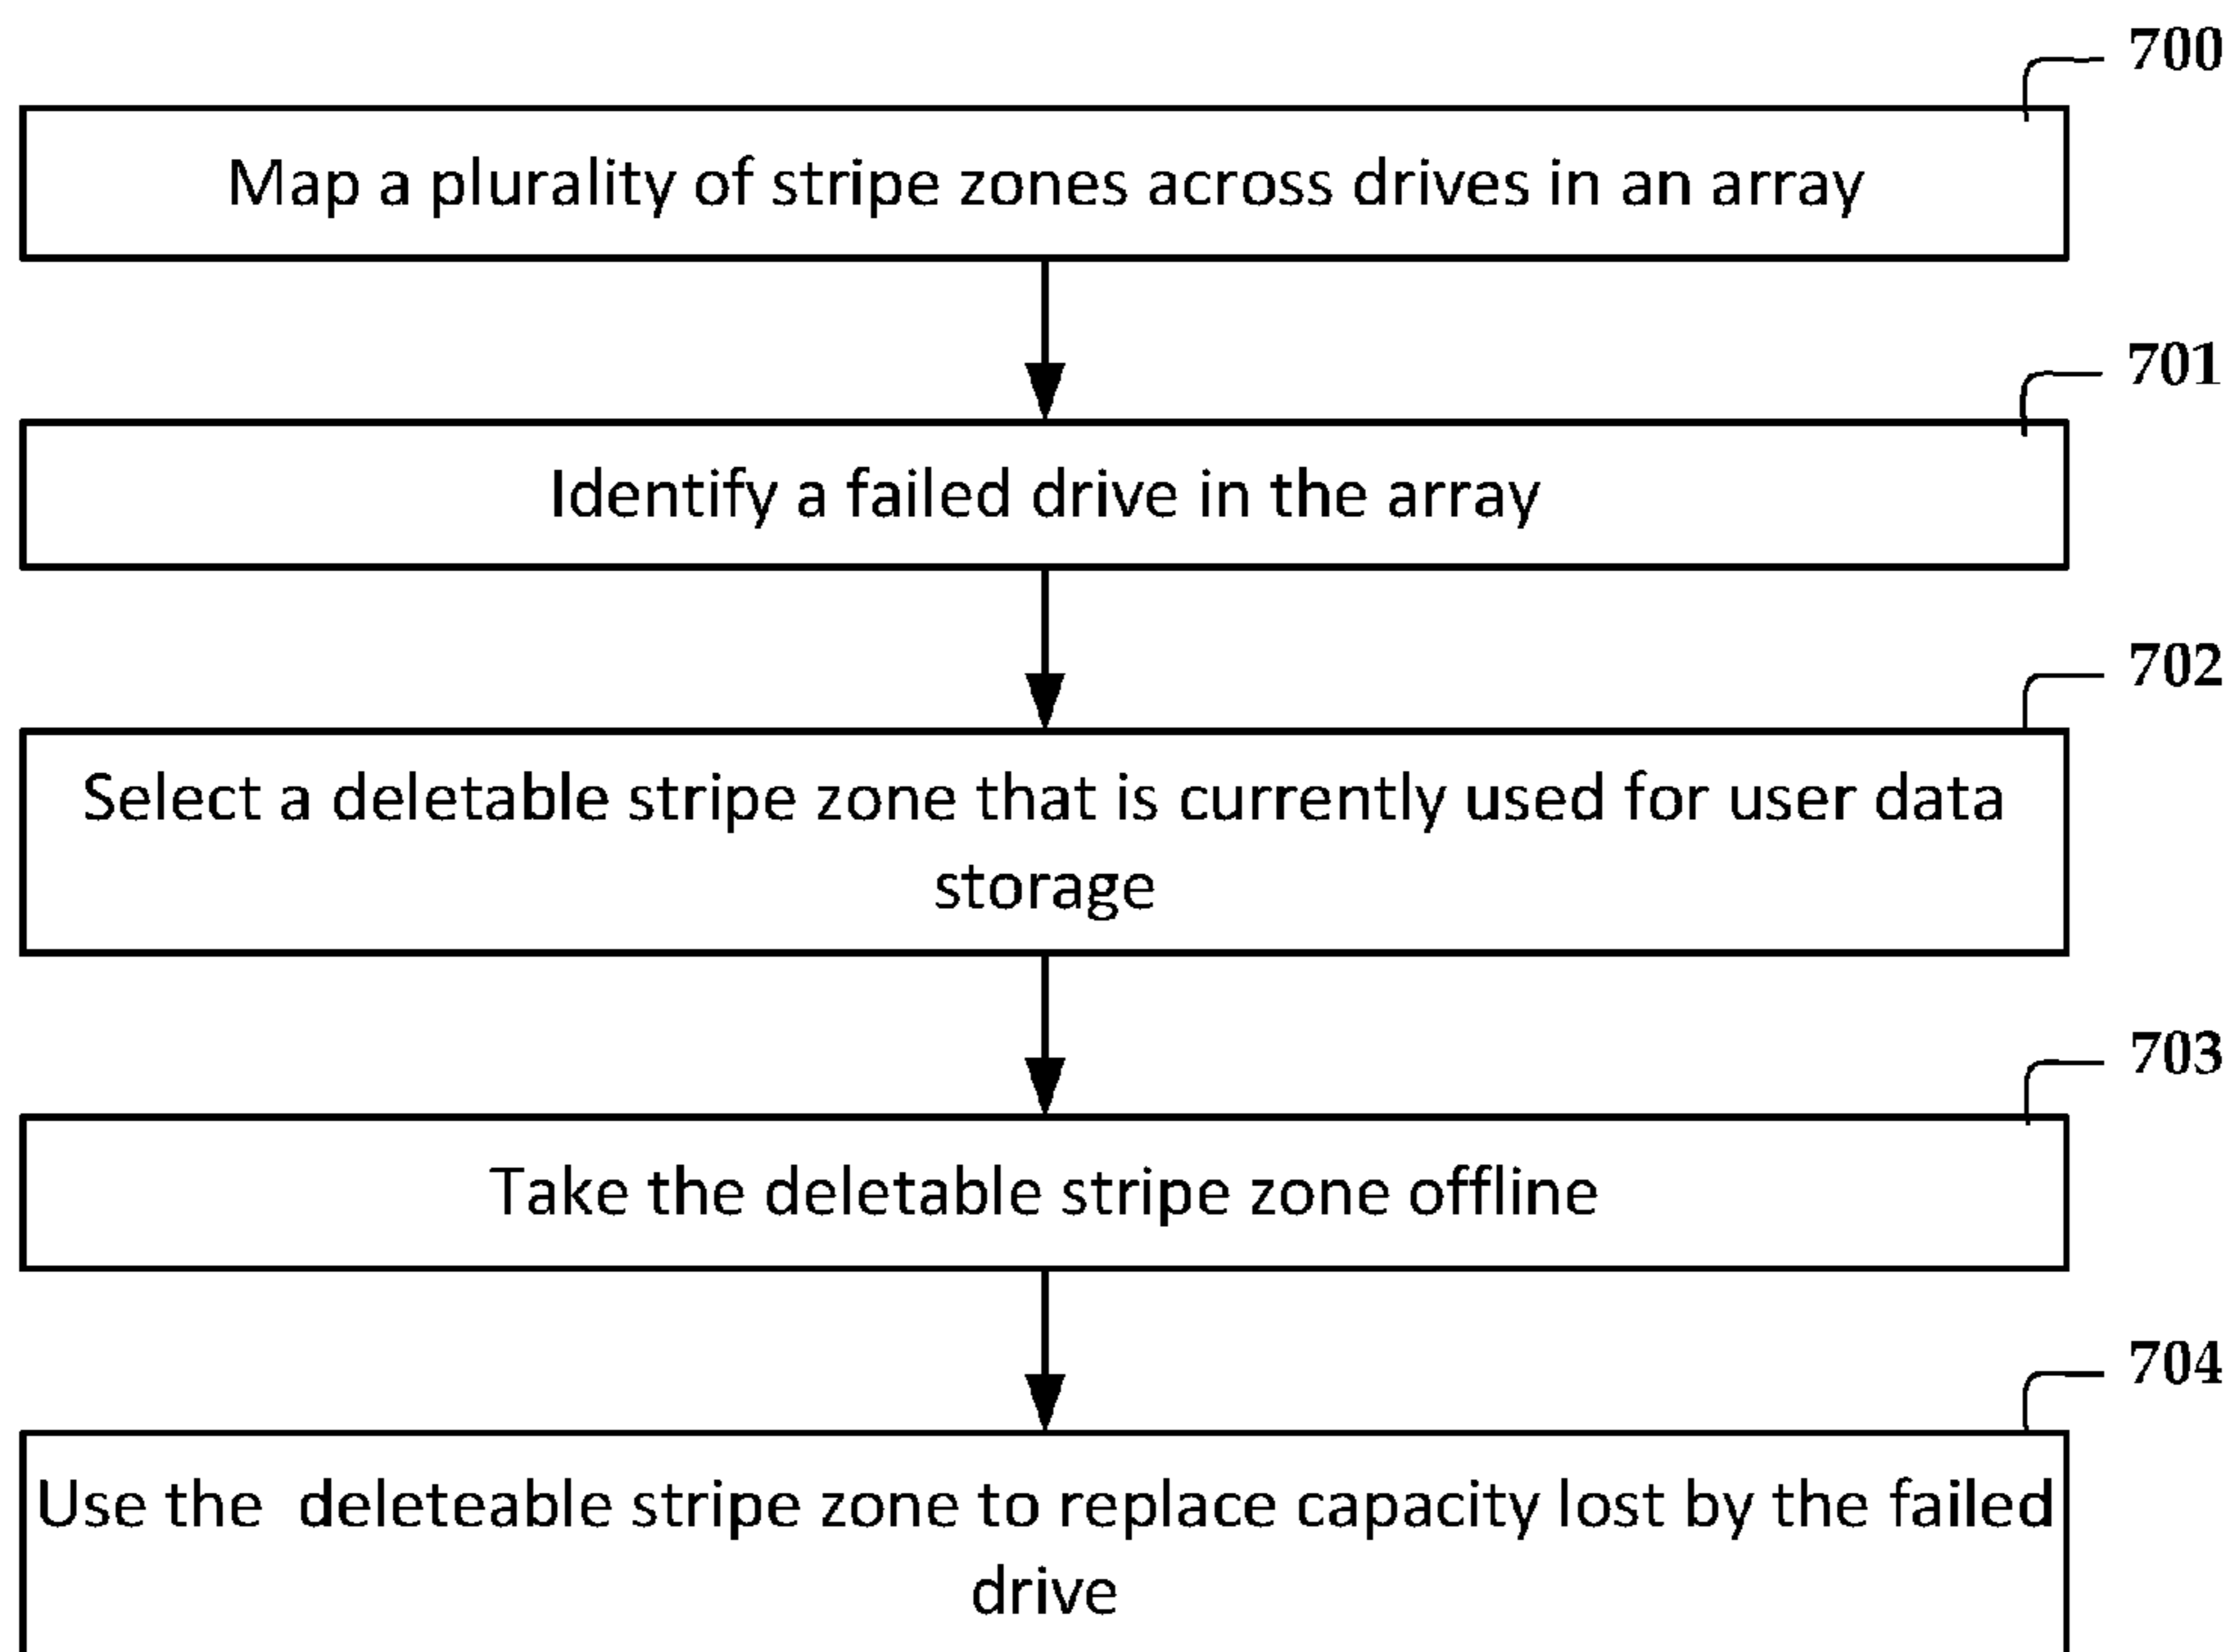 700
Map a plurality of stripe zones across drives in an array
701
Identify a failed drive in the array
702
Select a deletable stripe zone that is currently used for user data
storage
703
Take the deletable stripe zone offline
704
Use the  deleteable stripe zone to replace capacity lost by the failed
drive